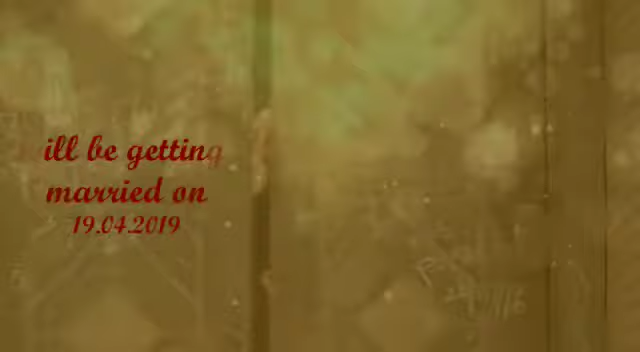 ill be getting
married on
19.04.2019